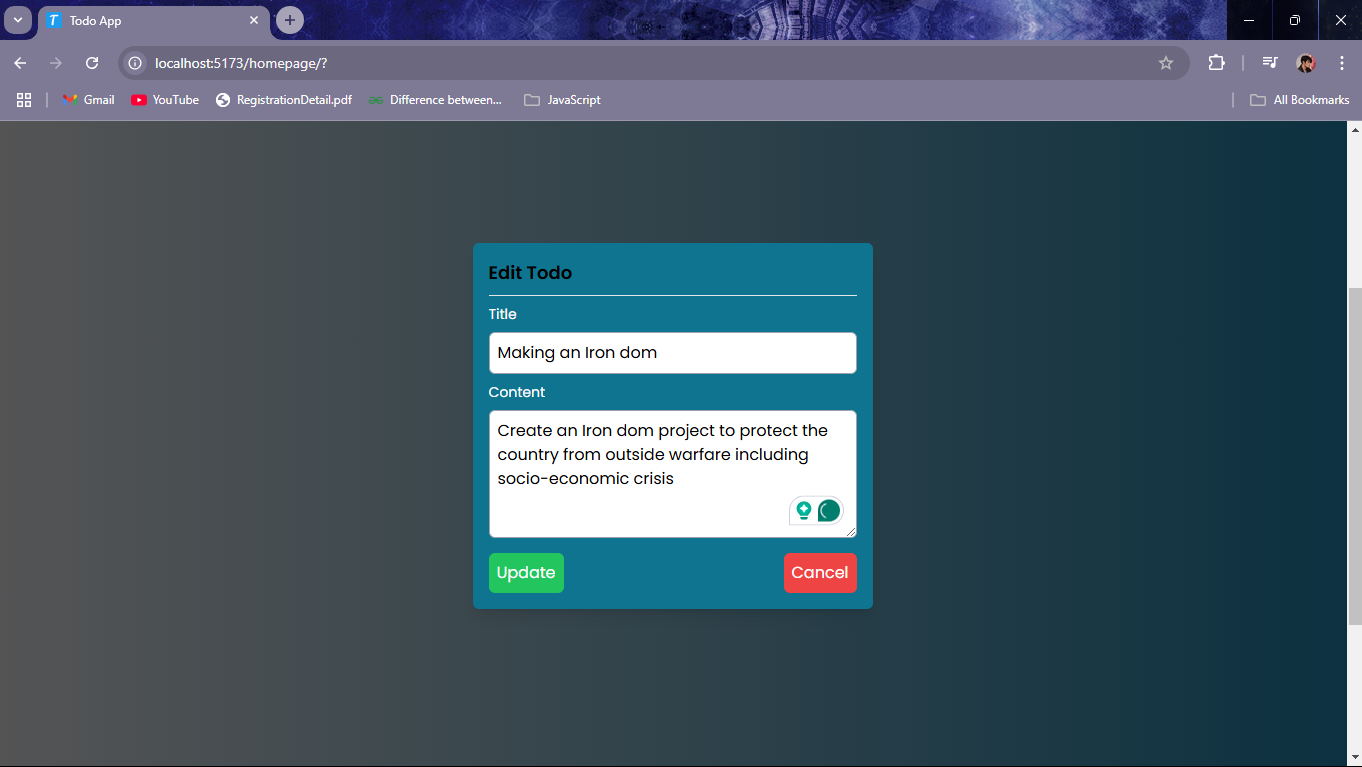 Todo App
localhost:5173/homepage/?
Gmail
YouTube
RegistrationDetail.pdf
Difference between...
JavaScript
All Bookmarks
Edit Todo
Title
Making an Iron dom
Content
Create an Iron dom project to protect the
country from outside warfare including
socio-economic crisis
Update
Cancel